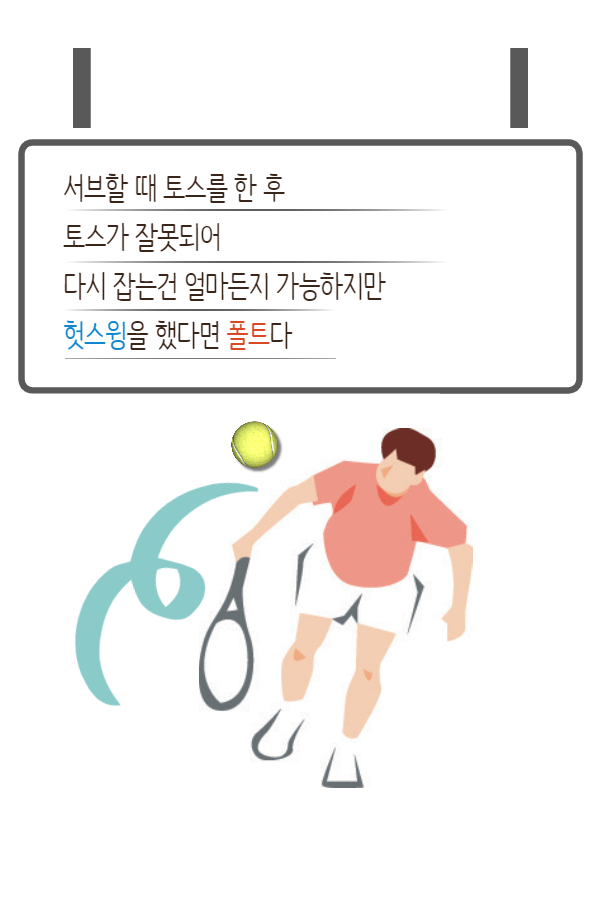 서브할 때 토스를 한 후
토스가 잘못되어
다시 잡는건 얼마든지 가능하지만
헛스윙을 했다면 폴트다